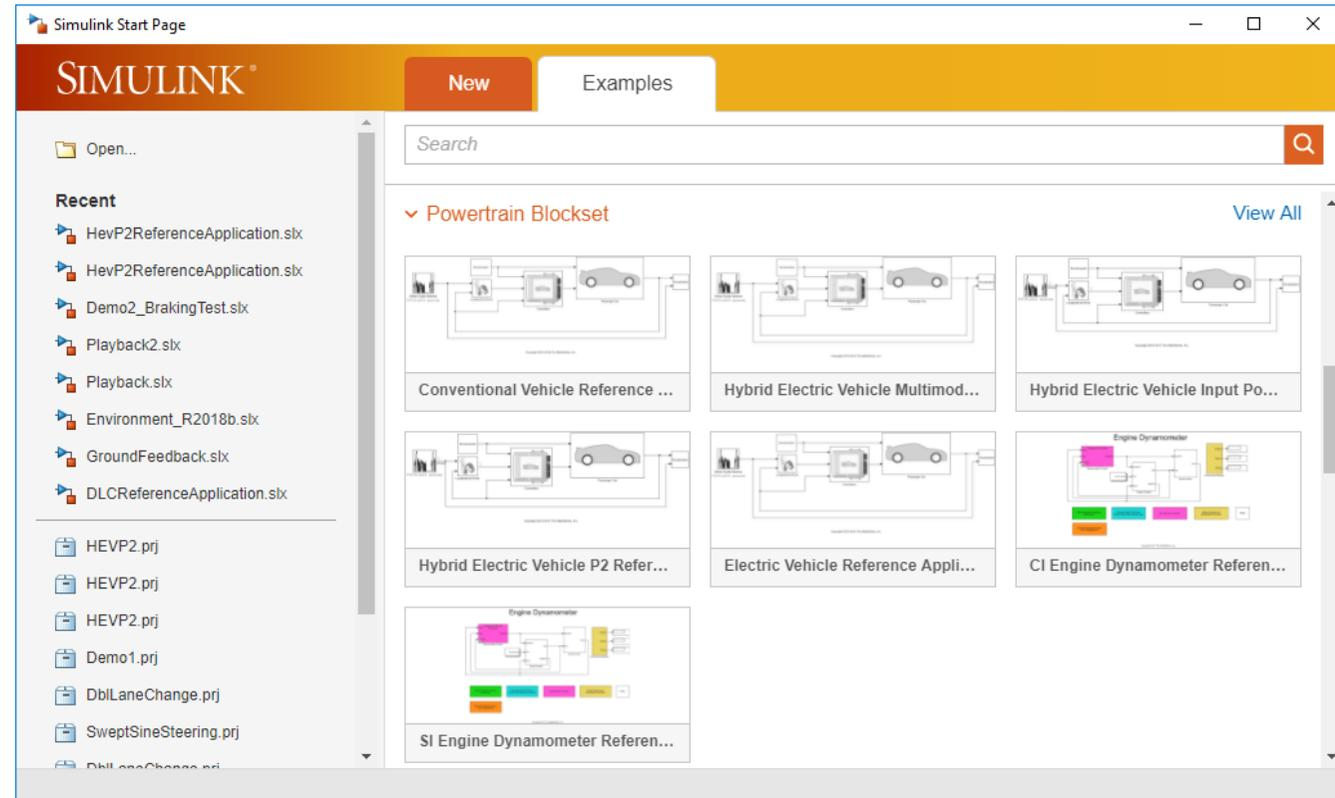 Simulink Start Page
SIMULINK®
New
Examples
Open...
Recent
HevP2ReferenceApplication.slx
HevP2ReferenceApplication.slx
Demo2_BrakingTest.slx
Playback2.slx
Playback.slx
Environment_R2018b.slx
GroundFeedback.slx
DLCReferenceApplication.slx
HEVP2.prj
HEVP2.prj
HEVP2.prj
Demo1.prj
DblLaneChange.prj
SweptSineSteering.prj
DblLaneChange.prj
Search
Powertrain Blockset
View All
Conventional Vehicle Reference ...
Hybrid Electric Vehicle Multimod...
Hybrid Electric Vehicle Input Po...
Hybrid Electric Vehicle P2 Refer...
Electric Vehicle Reference Appli...
Engine Dynamometer
CI Engine Dynamometer Referen...
Engine Dynamometer
SI Engine Dynamometer Referen...